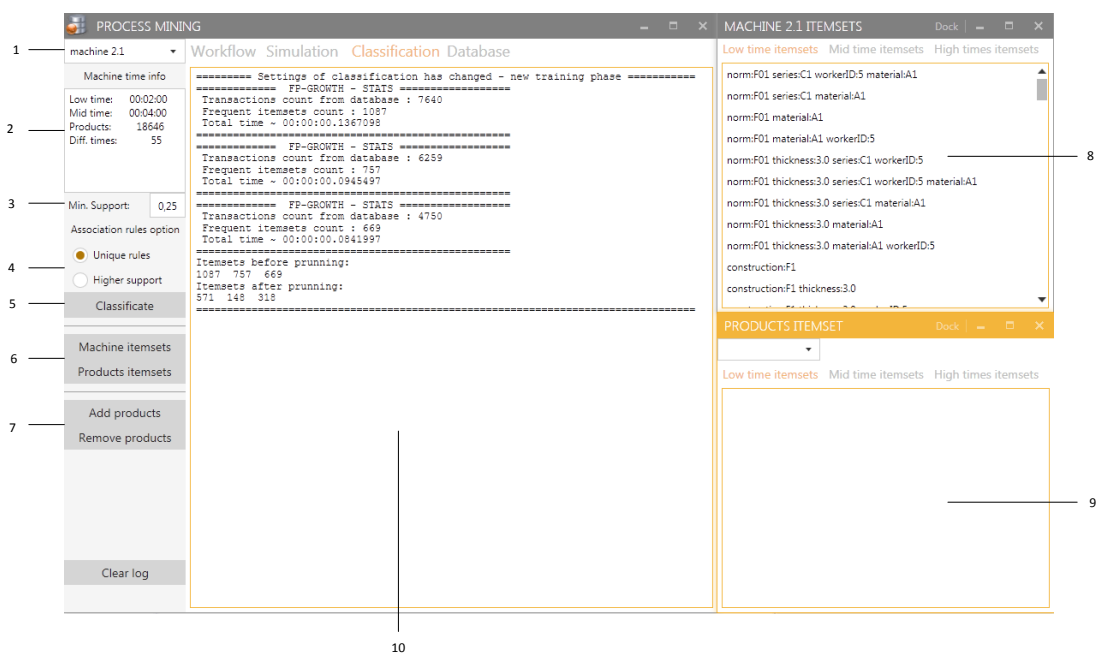 PROCESS MINING
1
machine 2.1
Workflow Simulation Classification Database
Machine time info
2
Low time: 00:02:00
Mid time: 00:04:00
Products: 18646
Diff. times: 55
3
Min. Support: 0,25
Association rules option
4
Unique rules
Higher support
5
Classificate
6
Machine itemsets
Products itemsets
7
Add products
Remove products
Clear log
========= Settings of classification has changed - new training phase ===========
============= FP-GROWTH - STATS ==================
Transactions count from database : 7640
Frequent itemsets count : 1087
Total time ~ 00:00:00.1367098
===================================================
============= FP-GROWTH - STATS ==================
Transactions count from database : 6259
Frequent itemsets count : 757
Total time ~ 00:00:00.0945497
===================================================
============= FP-GROWTH - STATS ==================
Transactions count from database : 4750
Frequent itemsets count : 669
Total time ~ 00:00:00.0841997
===================================================
Itemsets before prunning:
1087 757 669
Itemsets after prunning:
571 148 318
=================================================================================
10
MACHINE 2.1 ITEMSETS Dock
Low time itemsets Mid time itemsets High times itemsets
norm:F01 series:C1 workerID:5 material:A1
norm:F01 series:C1 material:A1
norm:F01 material:A1
norm:F01 material:A1 workerID:5
norm:F01 thickness:3.0 series:C1 workerID:5
norm:F01 thickness:3.0 series:C1 workerID:5 material:A1
norm:F01 thickness:3.0 series:C1 material:A1
norm:F01 thickness:3.0 material:A1
norm:F01 thickness:3.0 material:A1 workerID:5
construction:F1
construction:F1 thickness:3.0
8
PRODUCTS ITEMSET Dock
Low time itemsets Mid time itemsets High times itemsets
9